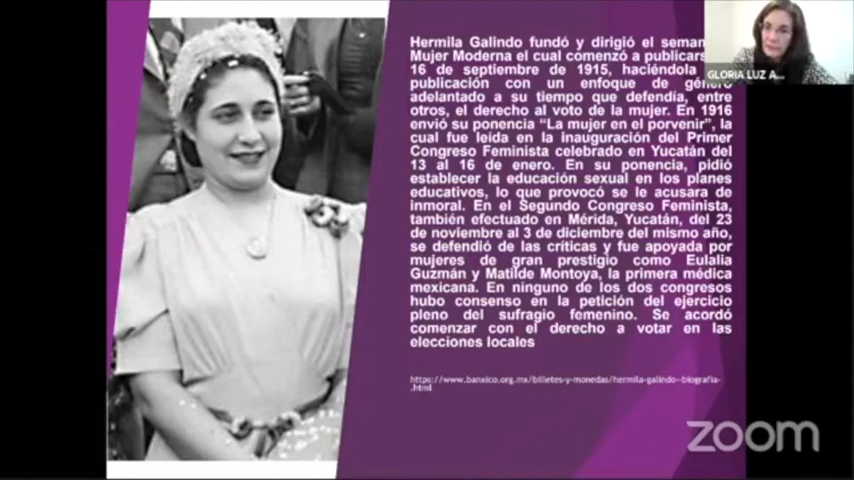 Hermila Galindo fundó y dirigió el seman
Mujer Moderna el cual comenzó a publicars
16 de septiembre de 1915, haciéndola
publicación con un enfoque de género
adelantado a su tiempo que defendía, entre
otros, el derecho al voto de la mujer. En 1916
envió su ponencia “La mujer en el porvenir”, la
cual fue leída en la inauguración del Primer
Congreso Feminista celebrado en Yucatán del
13 al 16 de enero. En su ponencia, pidió
establecer la educación sexual en los planes
educativos, lo que provocó se le acusara de
inmoral. En el Segundo Congreso Feminista,
también efectuado en Mérida, Yucatán, del 23
de noviembre al 3 de diciembre del mismo año,
se defendió de las críticas y fue apoyada por
mujeres de gran prestigio como Eulalia
Guzmán y Matilde Montoya, la primera médica
mexicana. En ninguno de los dos congresos
hubo consenso en la petición del ejercicio
pleno del sufragio femenino. Se acordó
comenzar con el derecho a votar en las
elecciones locales
https://www.banxico.org.mx/billetes-y-monedas/hermila-galindo--biografia-
.html
GLORIA LUZ A...
zoom